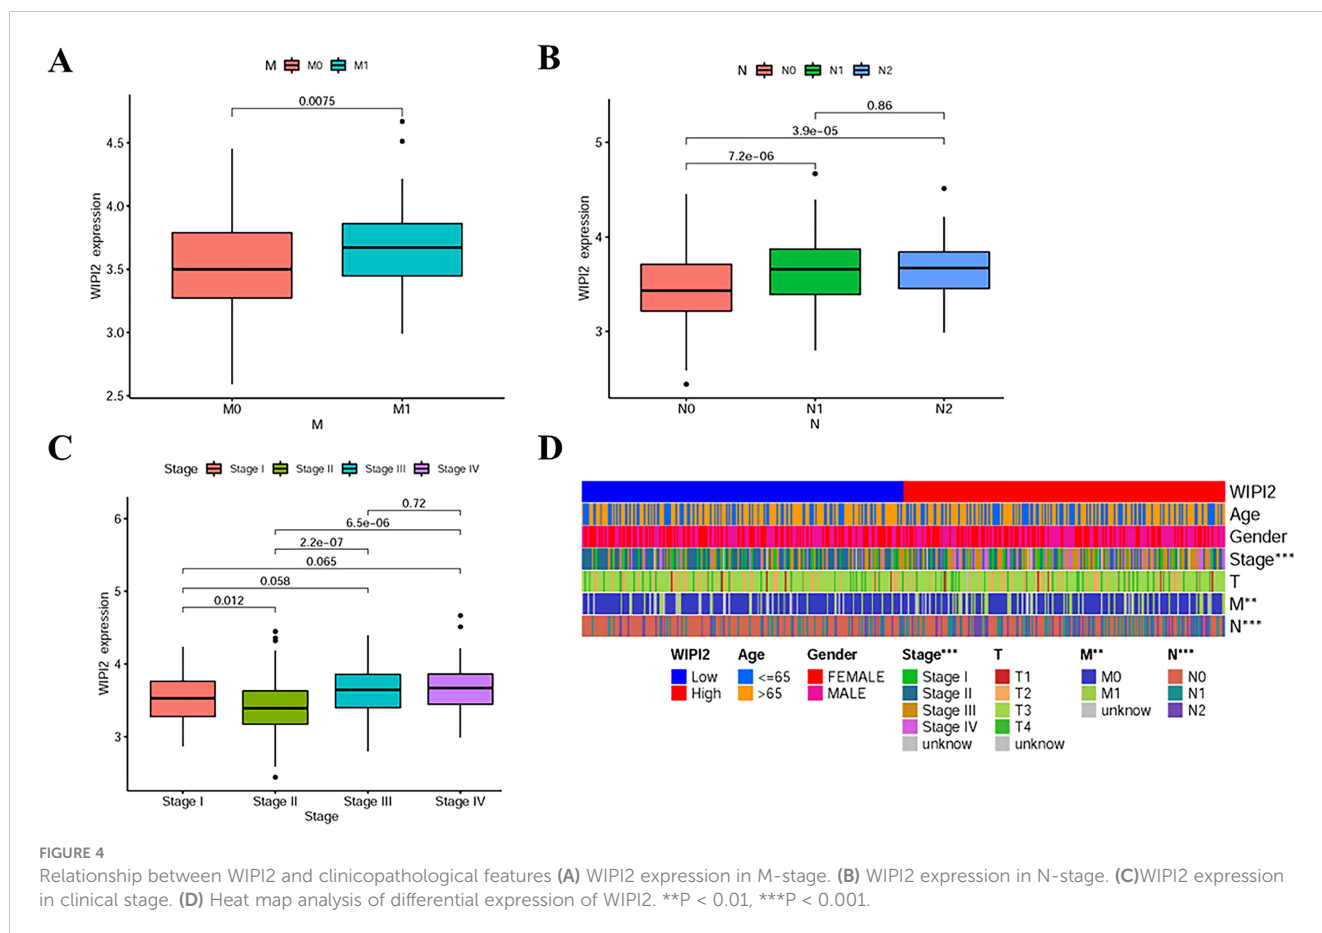 A
M M0 M1
0.0075
4.5
4.0
3.5
3.0
2.5
WIPI2 expression
M0 M1
M
B
N N0 N1 N2
0.86
3.9e−05
7.2e−06
5
4
3
WIPI2 expression
N0 N1 N2
N
C
Stage Stage I Stage II Stage III Stage IV
0.72
6.5e−06
2.2e−07
0.065
0.058
0.012
6
5
4
3
WIPI2 expression
Stage I Stage II Stage III Stage IV
Stage
D
WIPI2
Age
Gender
Stage***
T
M**
N***
WIPI2 Age Gender Stage*** T M** N***
Low <=65 FEMALE Stage I T1 M0 N0
High >65 MALE Stage II T2 M1 N1
Stage III T3 unknow N2
Stage IV T4
unknow unknow
FIGURE 4
Relationship between WIPI2 and clinicopathological features (A) WIPI2 expression in M-stage. (B) WIPI2 expression in N-stage. (C)WIPI2 expression
in clinical stage. (D) Heat map analysis of differential expression of WIPI2. **P < 0.01, ***P < 0.001.